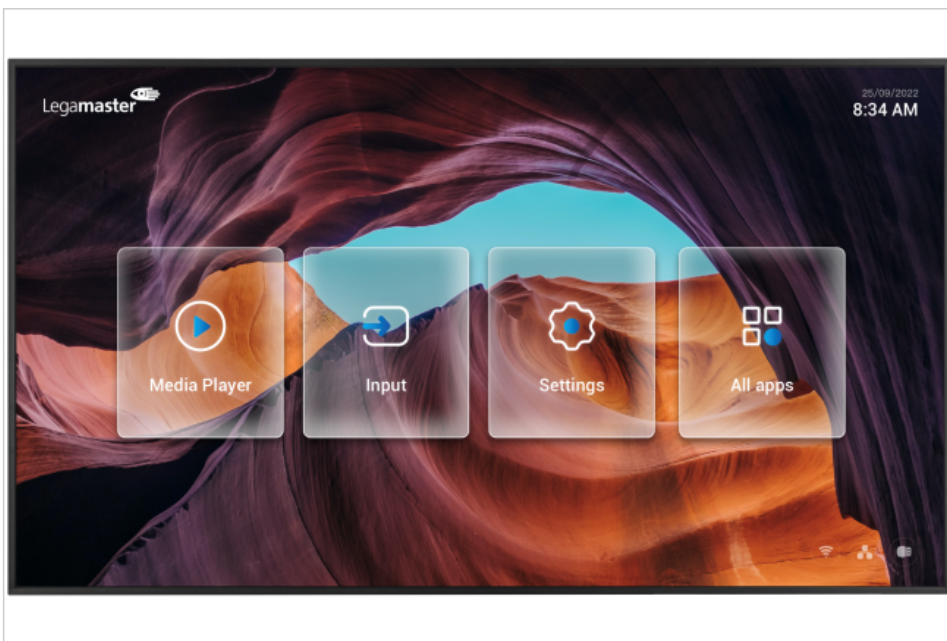 Legamaster
25/09/2022
8:34 AM
Media Player
Input
Settings
All apps